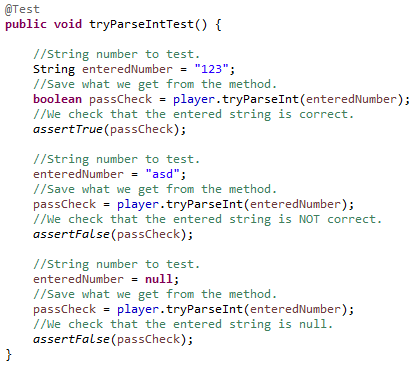 @Test
public void tryParseIntTest() {
//String number to test.
String enteredNumber = "123";
//Save what we get from the method.
boolean passCheck = player.tryParseInt(enteredNumber);
//We check that the entered string is correct.
assertTrue(passCheck);
//String number to test.
enteredNumber = "asd";
//Save what we get from the method.
passCheck = player.tryParseInt(enteredNumber);
//We check that the entered string is NOT correct.
assertFalse(passCheck);
//String number to test.
enteredNumber = null;
//Save what we get from the method.
passCheck = player.tryParseInt(enteredNumber);
//We check that the entered string is null.
assertFalse(passCheck);
}